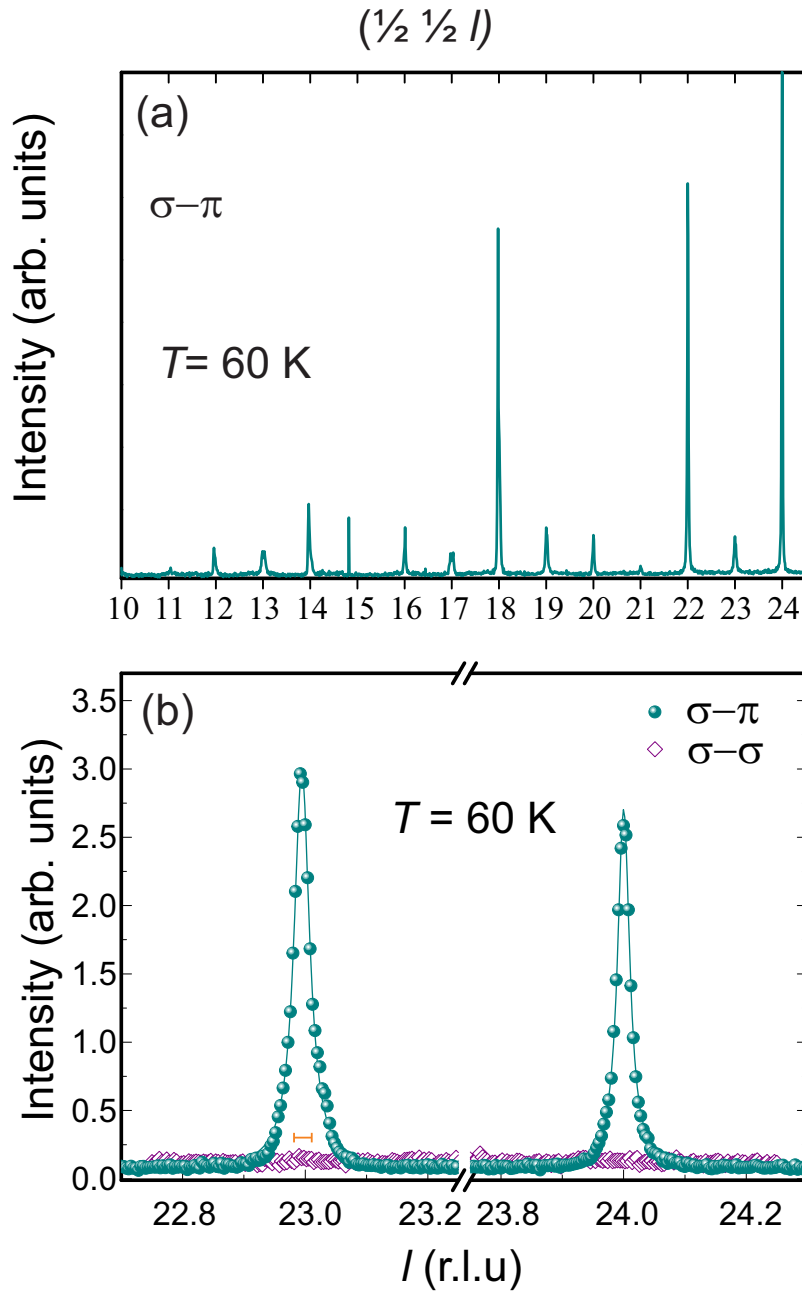 (½ ½ l)
(a)
σ−π
T= 60 K
Intensity (arb. units)
10 11 12 13 14 15 16 17 18 19 20 21 22 23 24
(b)
σ−π
σ−σ
T = 60 K
Intensity (arb. units)
3.5
3.0
2.5
2.0
1.5
1.0
0.5
0.0
22.8 23.0 23.2 23.8 24.0 24.2
l (r.l.u)